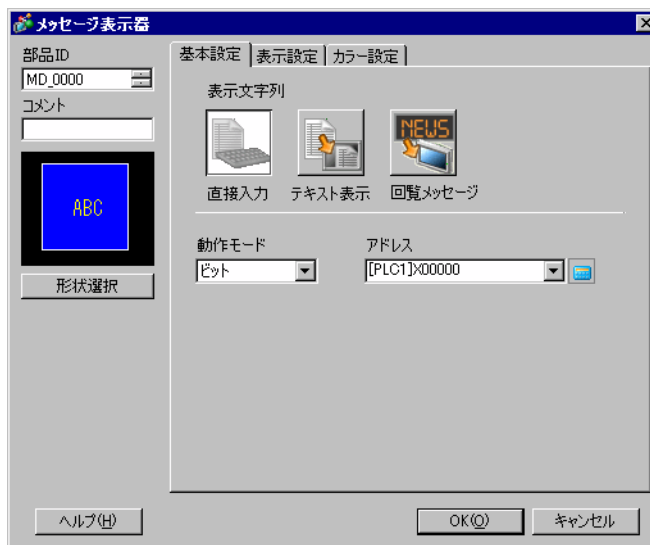 メッセージ表示器
部品ID
MD_0000
コメント
ABC
形状選択
基本設定 表示設定 カラー設定
表示文字列
NEWS
直接入力 テキスト表示 回覧メッセージ
動作モード アドレス
ビット [PLC1]X00000
ヘルプ(H) OK(O) キャンセル